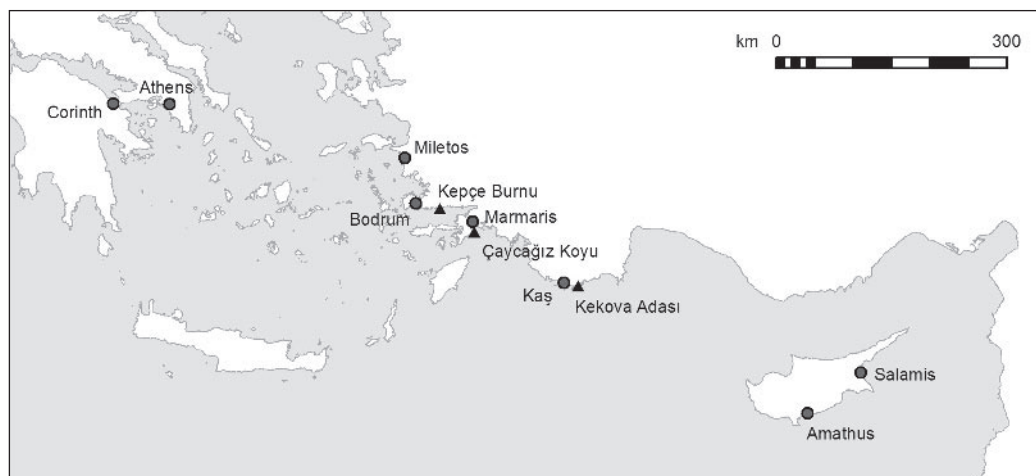 km 0 300
Athens
Corinth
Miletos
Kepçe Burnu
Bodrum
Marmaris
Çaycağız Koyu
Kaş
Kekova Adası
Salamis
Amathus